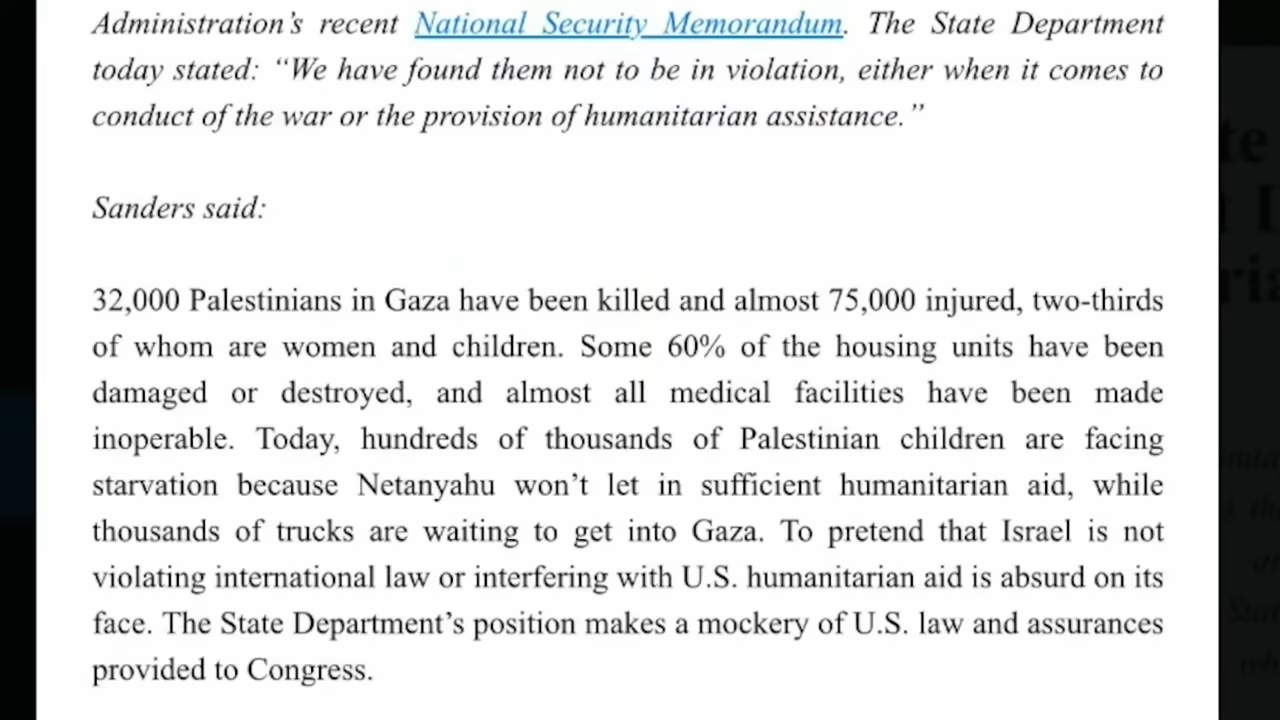 Administration’s recent National Security Memorandum. The State Department
today stated: “We have found them not to be in violation, either when it comes to
conduct of the war or the provision of humanitarian assistance.”
Sanders said:
32,000 Palestinians in Gaza have been killed and almost 75,000 injured, two-thirds
of whom are women and children. Some 60% of the housing units have been
damaged or destroyed, and almost all medical facilities have been made
inoperable. Today, hundreds of thousands of Palestinian children are facing
starvation because Netanyahu won’t let in sufficient humanitarian aid, while
thousands of trucks are waiting to get into Gaza. To pretend that Israel is not
violating international law or interfering with U.S. humanitarian aid is absurd on its
face. The State Department’s position makes a mockery of U.S. law and assurances
provided to Congress.